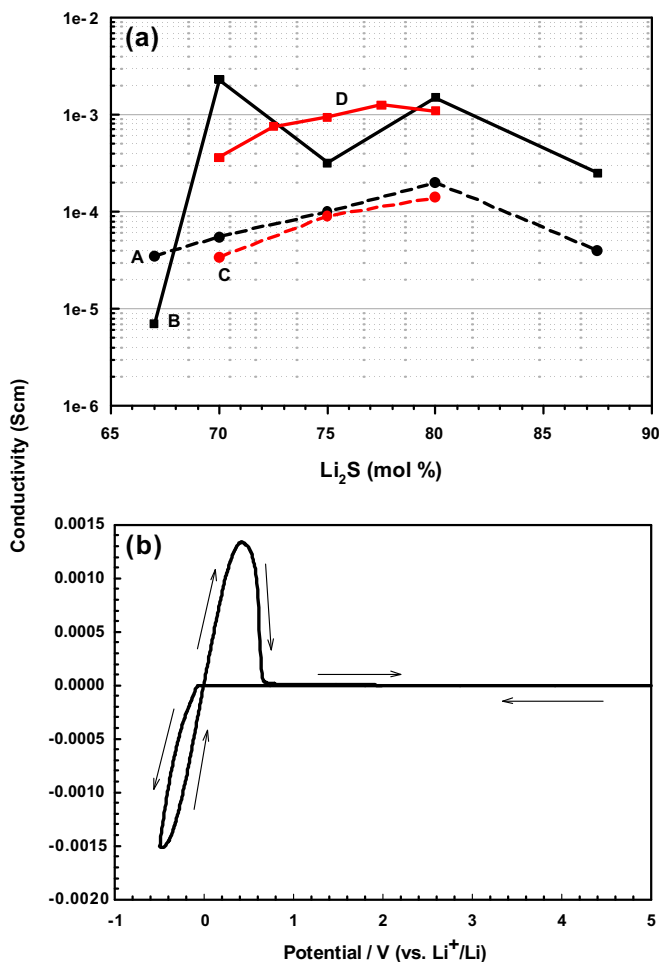 (a)
1e-2
1e-3
1e-4
1e-5
1e-6
A
B
C
D
65 70 75 80 85 90
Li₂S (mol %)
Conductivity (Scm)
(b)
0.0015
0.0010
0.0005
0.0000
-0.0005
-0.0010
-0.0015
-0.0020
-1 0 1 2 3 4 5
Potential / V (vs. Li⁺/Li)